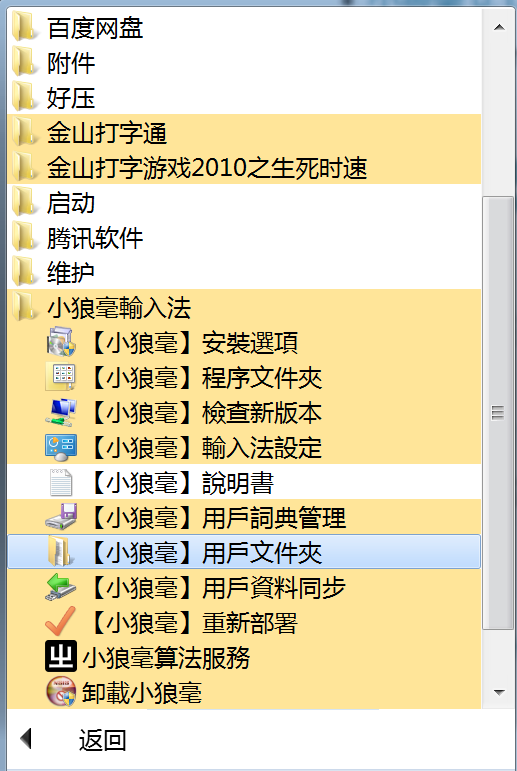 百度网盘
附件
好压
金山打字通
金山打字游戏2010之生死时速
启动
腾讯软件
维护
小狼毫輸入法
【小狼毫】安裝選項
【小狼毫】程序文件夾
【小狼毫】檢查新版本
【小狼毫】輸入法設定
【小狼毫】說明書
【小狼毫】用戶詞典管理
【小狼毫】用戶文件夾
【小狼毫】用戶資料同步
【小狼毫】重新部署
小狼毫算法服務
卸載小狼毫
返回